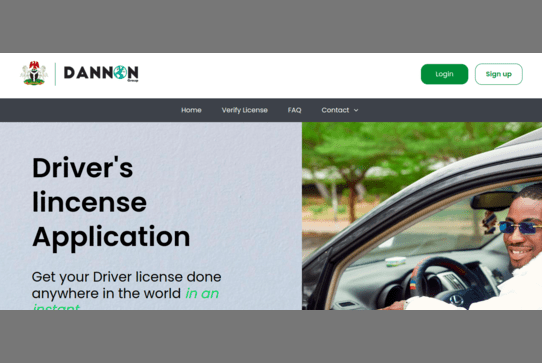 DANNON
Group
Login
Sign up
Home
Verify License
FAQ
Contact
Driver's
lincense
Application
Get your Driver license done
anywhere in the world in an
instant